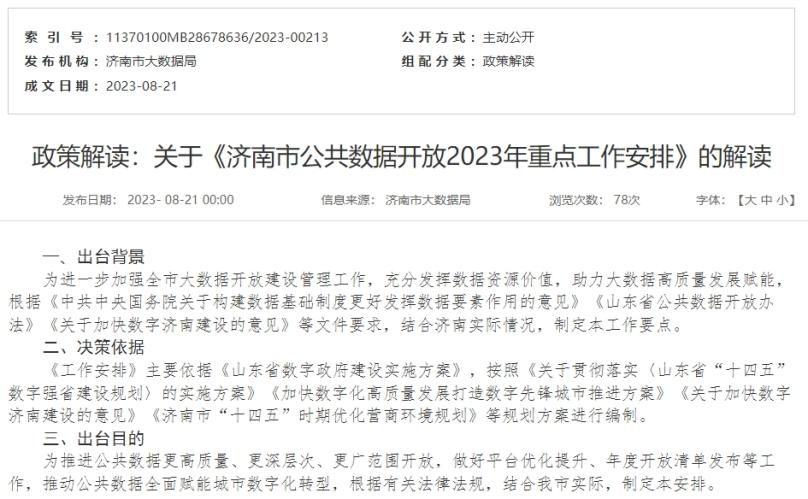 索引号：11370100MB28678636/2023-00213 公开方式：主动公开
发布机构：济南市大数据局 组配分类：政策解读
成文日期：2023-08-21
政策解读：关于《济南市公共数据开放2023年重点工作安排》的解读
发布日期： 2023- 08-21 00:00 信息来源： 济南市大数据局 浏览次数： 78次 字体：【大 中 小】
一、出台背景
为进一步加强全市大数据开放建设管理工作，充分发挥数据资源价值，助力大数据高质量发展赋能，
根据《中共中央国务院关于构建数据基础制度更好发挥数据要素作用的意见》《山东省公共数据开放办
法》《关于加快数字济南建设的意见》等文件要求，结合济南实际情况，制定本工作要点。
二、决策依据
《工作安排》主要依据《山东省数字政府建设实施方案》，按照《关于贯彻落实〈山东省“十四五”
数字强省建设规划〉的实施方案》《加快数字化高质量发展打造数字先锋城市推进方案》《关于加快数字
济南建设的意见》《济南市“十四五”时期优化营商环境规划》等规划方案进行编制。
三、出台目的
为推进公共数据更高质量、更深层次、更广范围开放，做好平台优化提升、年度开放清单发布等工
作，推动公共数据全面赋能城市数字化转型，根据有关法律法规，结合我市实际，制定本安排。